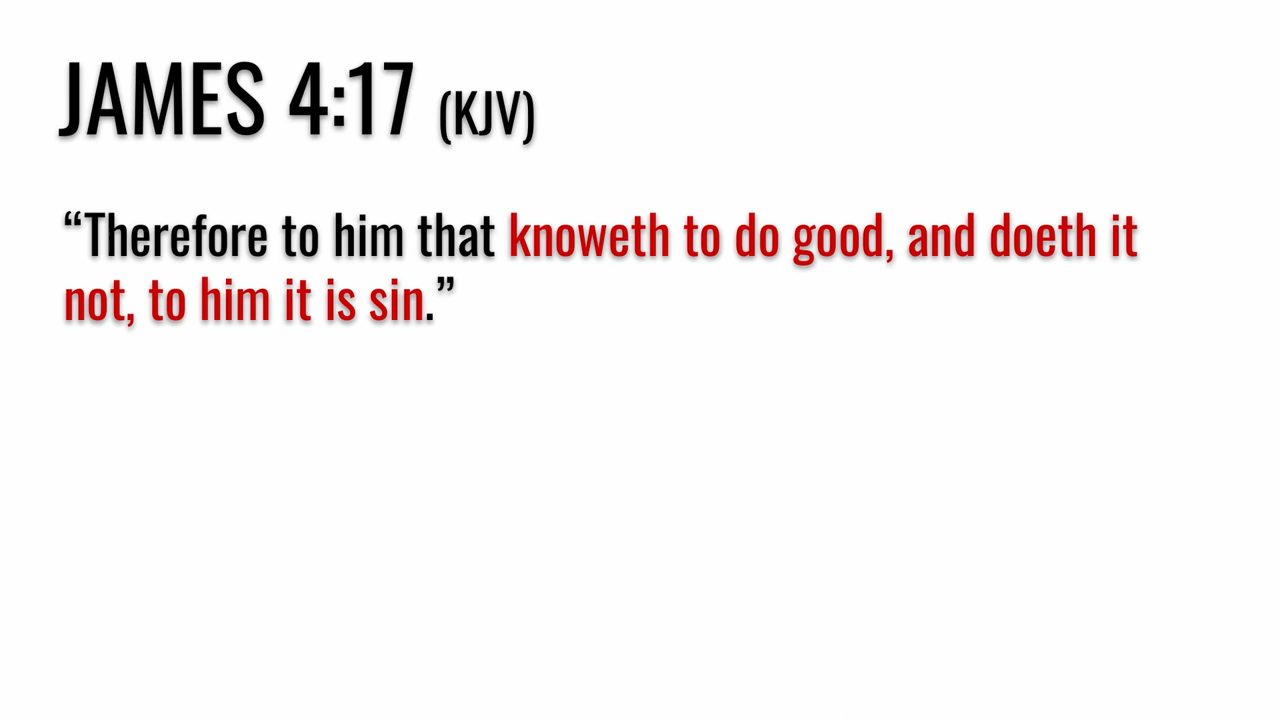 JAMES 4:17 (KJV)
“Therefore to him that knoweth to do good, and doeth it
not, to him it is sin.”